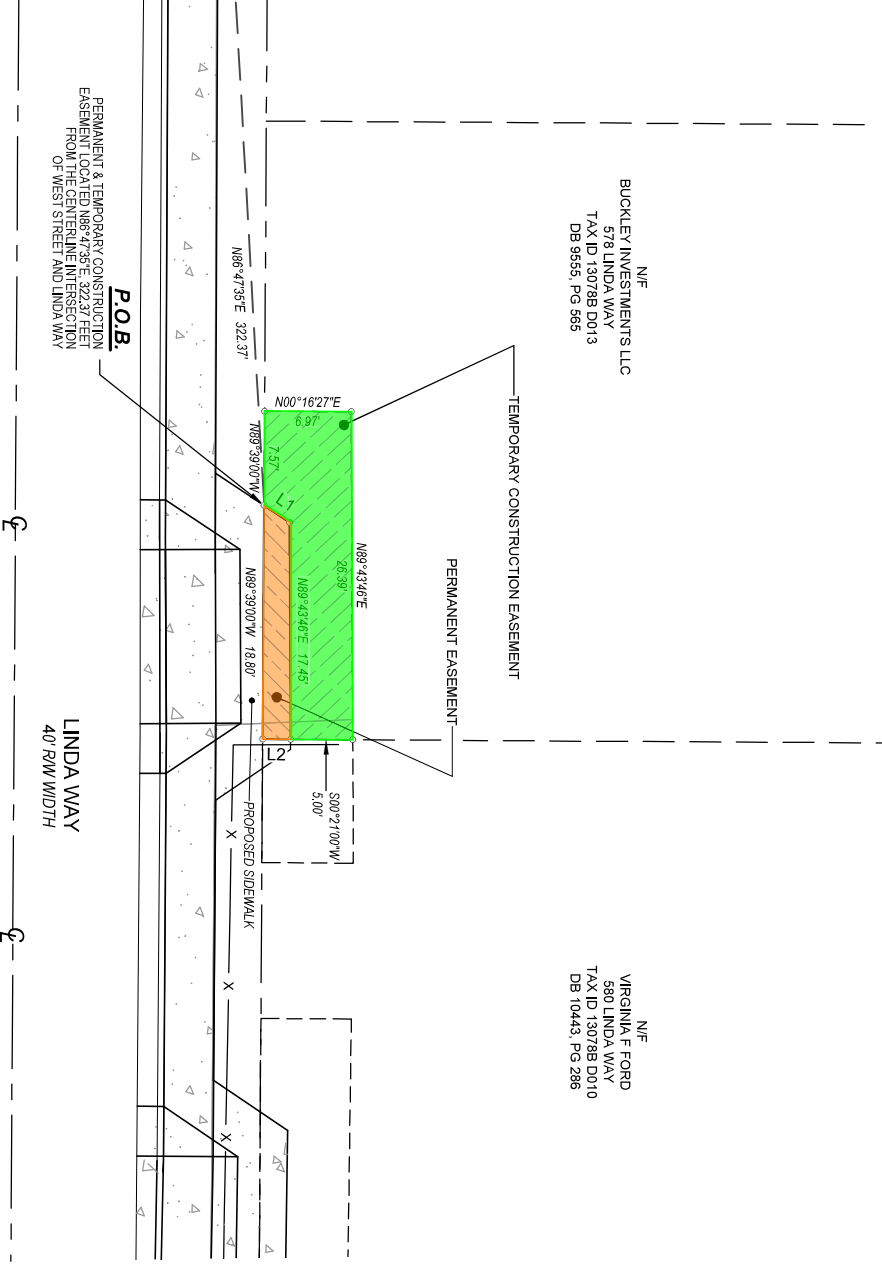 N/F
BUCKLEY INVESTMENTS LLC
578 LINDA WAY
TAX ID 13078B D013
DB 9555, PG 565
N/F
VIRGINIA F FORD
580 LINDA WAY
TAX ID 13078B D010
DB 10443, PG 286
TEMPORARY CONSTRUCTION EASEMENT
PERMANENT EASEMENT
N89°43'46"E
26.39'
N00°16'27"E
6.97'
S00°21'00"W
5.00'
N89°43'46"E 17.45'
L1
7.57'
N89°39'00"W
N89°39'00"W 18.80'
L2
N86°47'35"E 322.37'
PROPOSED SIDEWALK
X
X
X
P.O.B.
PERMANENT & TEMPORARY CONSTRUCTION
EASEMENT LOCATED N86°47'35"E, 322.37 FEET
FROM THE CENTERLINE INTERSECTION
OF WEST STREET AND LINDA WAY
LINDA WAY
40' R/W WIDTH
CL
CL